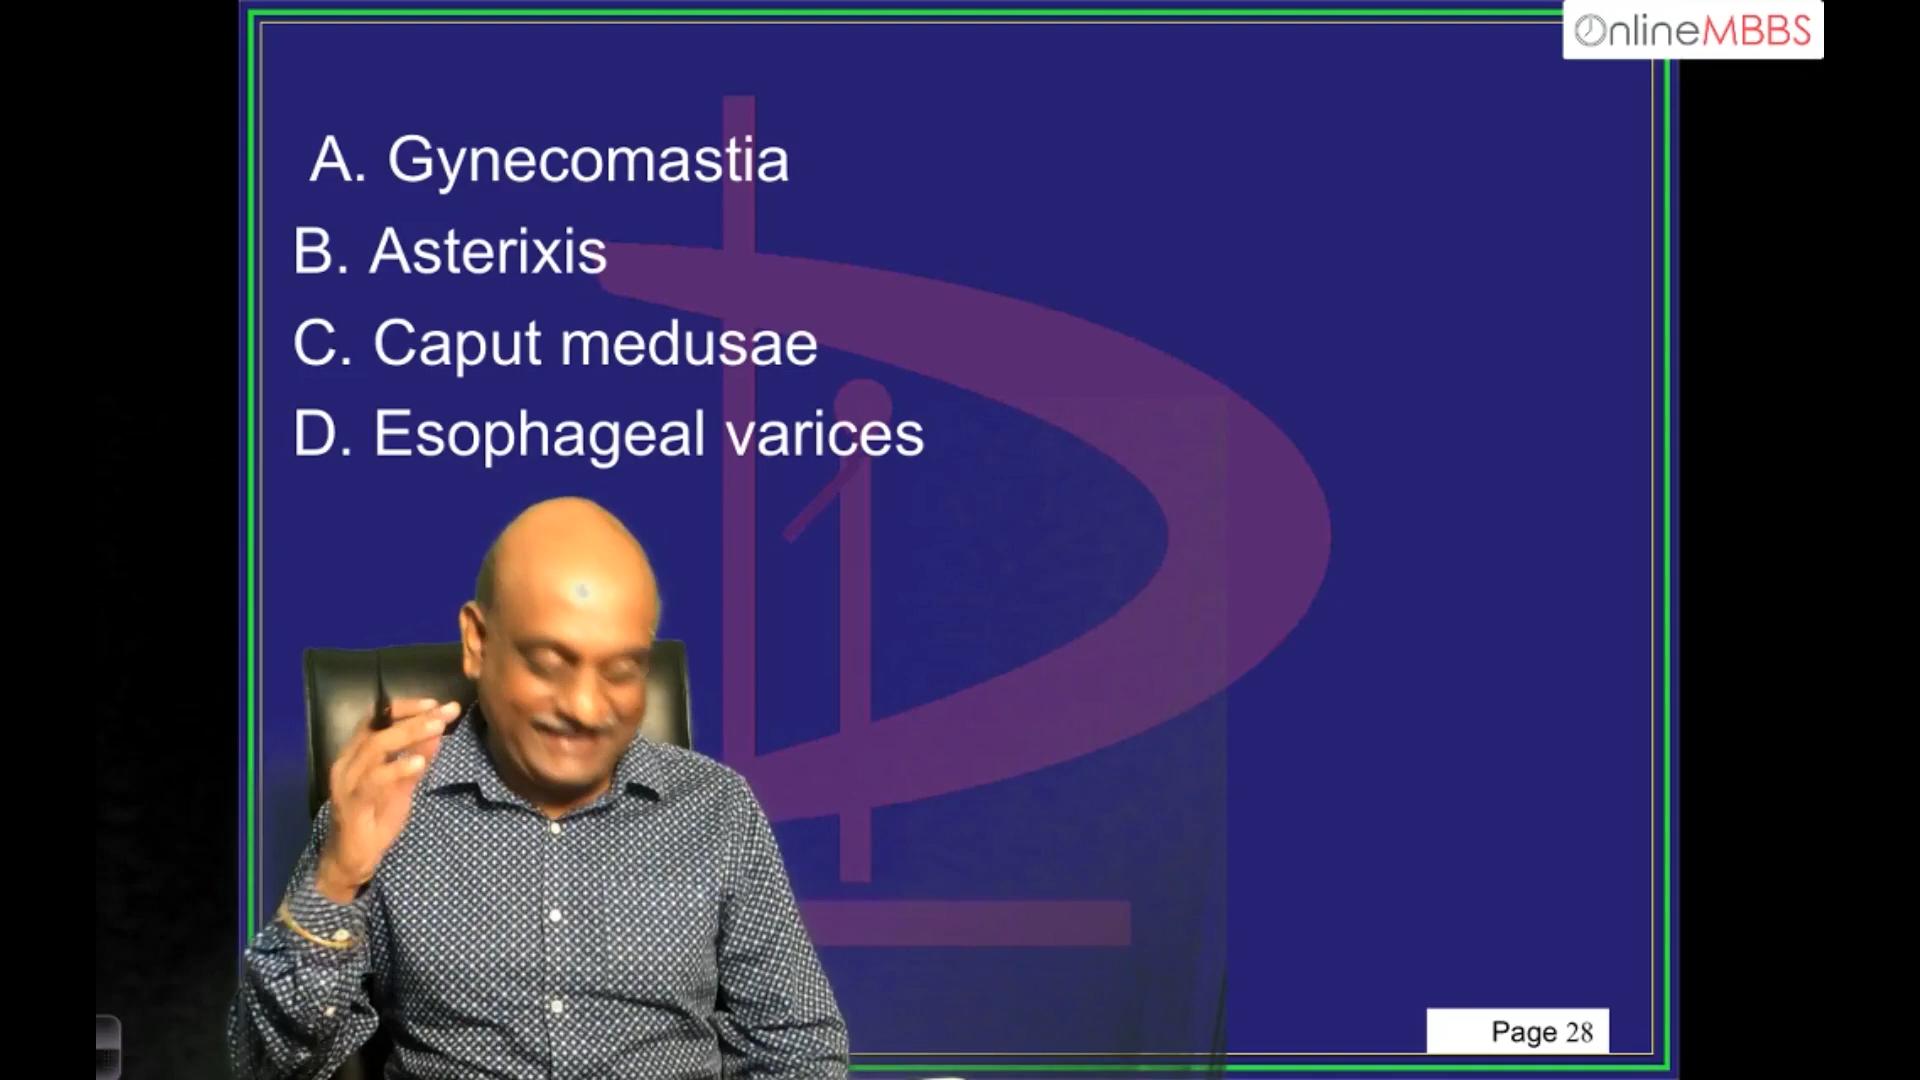 OnlineMBBS
A. Gynecomastia
B. Asterixis
C. Caput medusae
D. Esophageal varices
Page 28